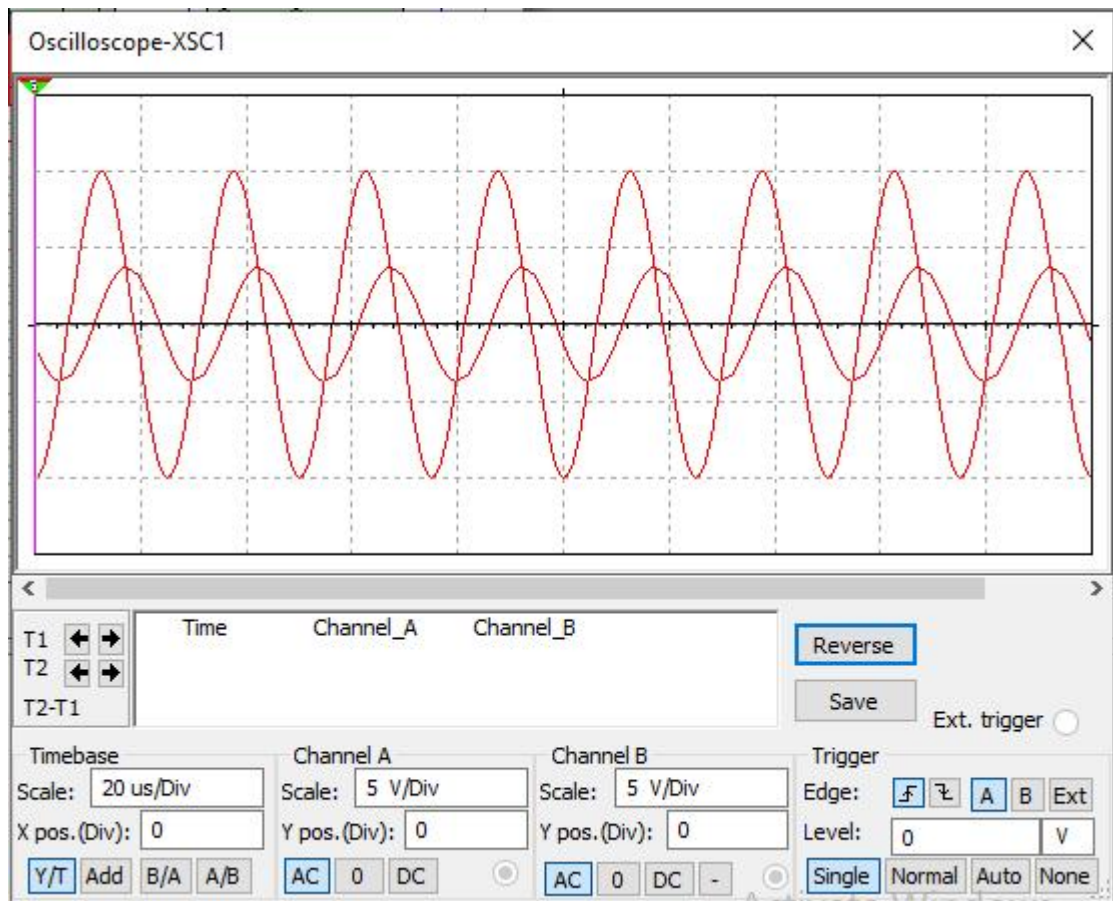 Oscilloscope-XSC1
Time Channel_A Channel_B
T1
T2
T2-T1
Reverse
Save
Ext. trigger
Timebase
Scale: 20 us/Div
X pos.(Div): 0
Y/T Add B/A A/B
Channel A
Scale: 5 V/Div
Y pos.(Div): 0
AC 0 DC
Channel B
Scale: 5 V/Div
Y pos.(Div): 0
AC 0 DC -
Trigger
Edge: A B Ext
Level: 0 V
Single Normal Auto None